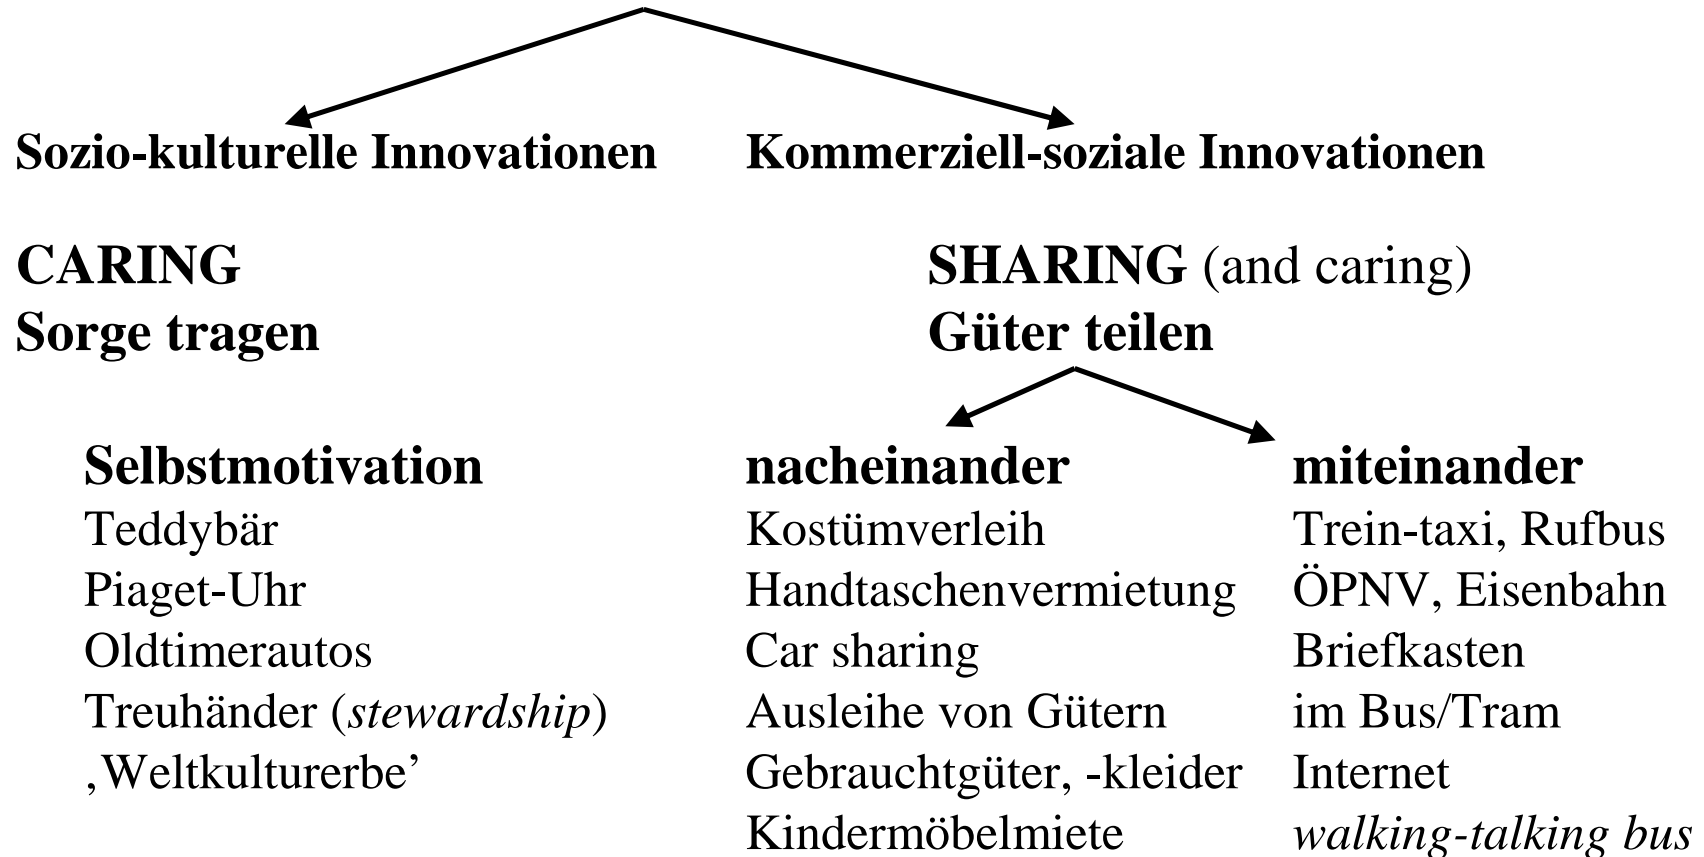 Sozio-kulturelle Innovationen
Kommerziell-soziale Innovationen
CARING
Sorge tragen
SHARING (and caring)
Güter teilen
Selbstmotivation
Teddybär
Piaget-Uhr
Oldtimerautos
Treuhänder (stewardship)
‚Weltkulturerbe’
nacheinander
Kostümverleih
Handtaschenvermietung
Car sharing
Ausleihe von Gütern
Gebrauchtgüter, -kleider
Kindermöbelmiete
miteinander
Trein-taxi, Rufbus
ÖPNV, Eisenbahn
Briefkasten
im Bus/Tram
Internet
walking-talking bus